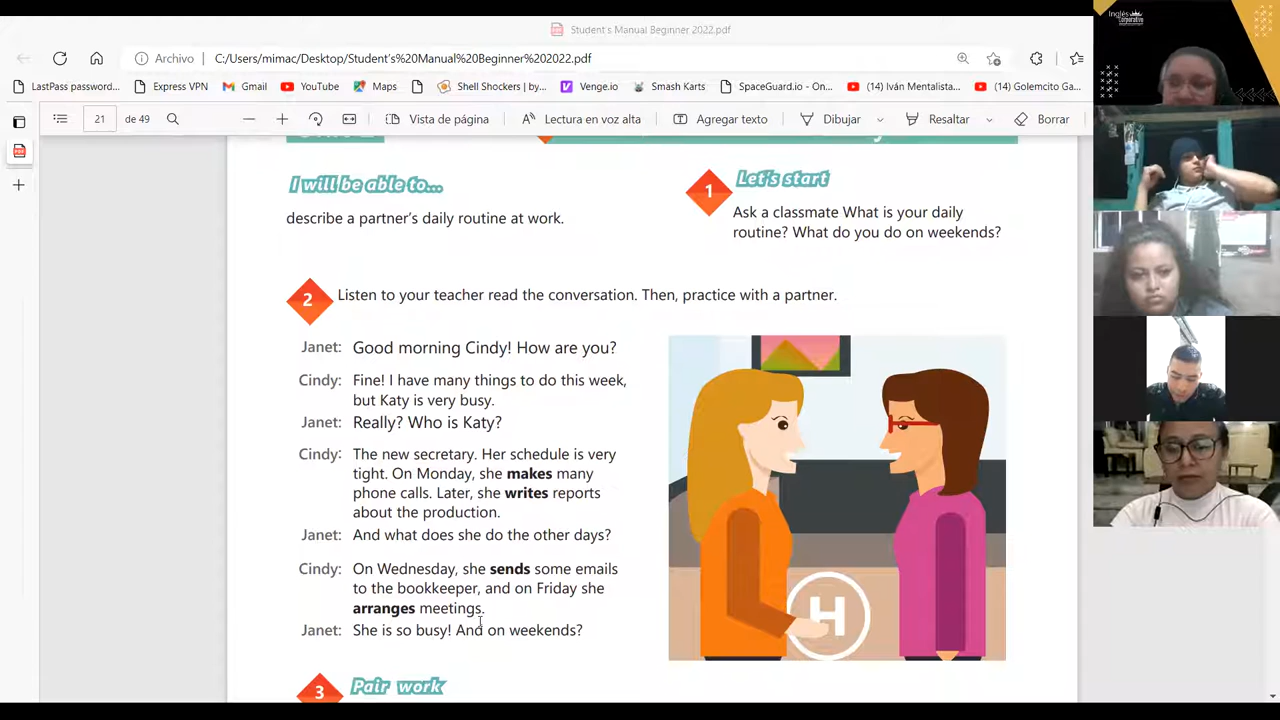 Student's Manual Beginner 2022.pdf
Archivo C:/Users/mimac/Desktop/Student's%20Manual%20Beginner%202022.pdf
LastPass password... Express VPN Gmail YouTube Maps Shell Shockers | by... Venge.io Smash Karts SpaceGuard.io - On... (14) Iván Mentalista... (14) Golemcito Ga...
21 de 49 Vista de página Lectura en voz alta Agregar texto Dibujar Resaltar Borrar
I will be able to...
describe a partner's daily routine at work.
1 Let's start
Ask a classmate What is your daily
routine? What do you do on weekends?
2 Listen to your teacher read the conversation. Then, practice with a partner.
Janet: Good morning Cindy! How are you?
Cindy: Fine! I have many things to do this week,
but Katy is very busy.
Janet: Really? Who is Katy?
Cindy: The new secretary. Her schedule is very
tight. On Monday, she makes many
phone calls. Later, she writes reports
about the production.
Janet: And what does she do the other days?
Cindy: On Wednesday, she sends some emails
to the bookkeeper, and on Friday she
arranges meetings.
Janet: She is so busy! And on weekends?
H
3 Pair work
Inglés
Corporativo